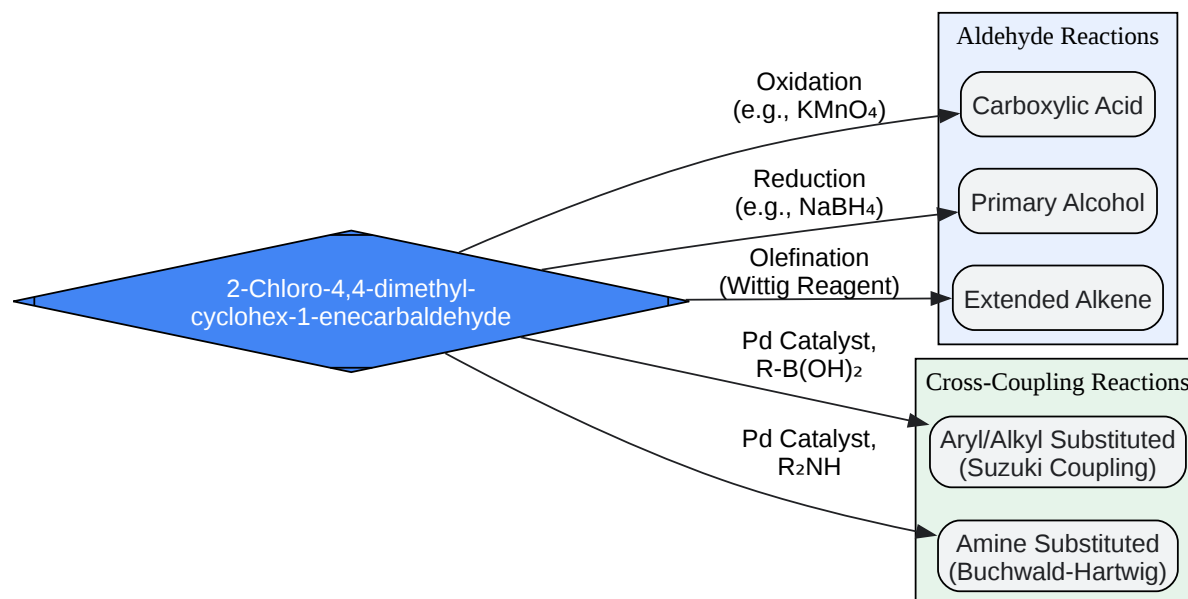 Aldehyde Reactions
Oxidation
(e.g., KMnO₄)
Carboxylic Acid
Reduction
(e.g., NaBH₄)
Primary Alcohol
Olefination
(Wittig Reagent)
Extended Alkene
2-Chloro-4,4-dimethyl-
cyclohex-1-enecarbaldehyde
Pd Catalyst,
R-B(OH)₂
Cross-Coupling Reactions
Aryl/Alkyl Substituted
(Suzuki Coupling)
Pd Catalyst,
R₂NH
Amine Substituted
(Buchwald-Hartwig)